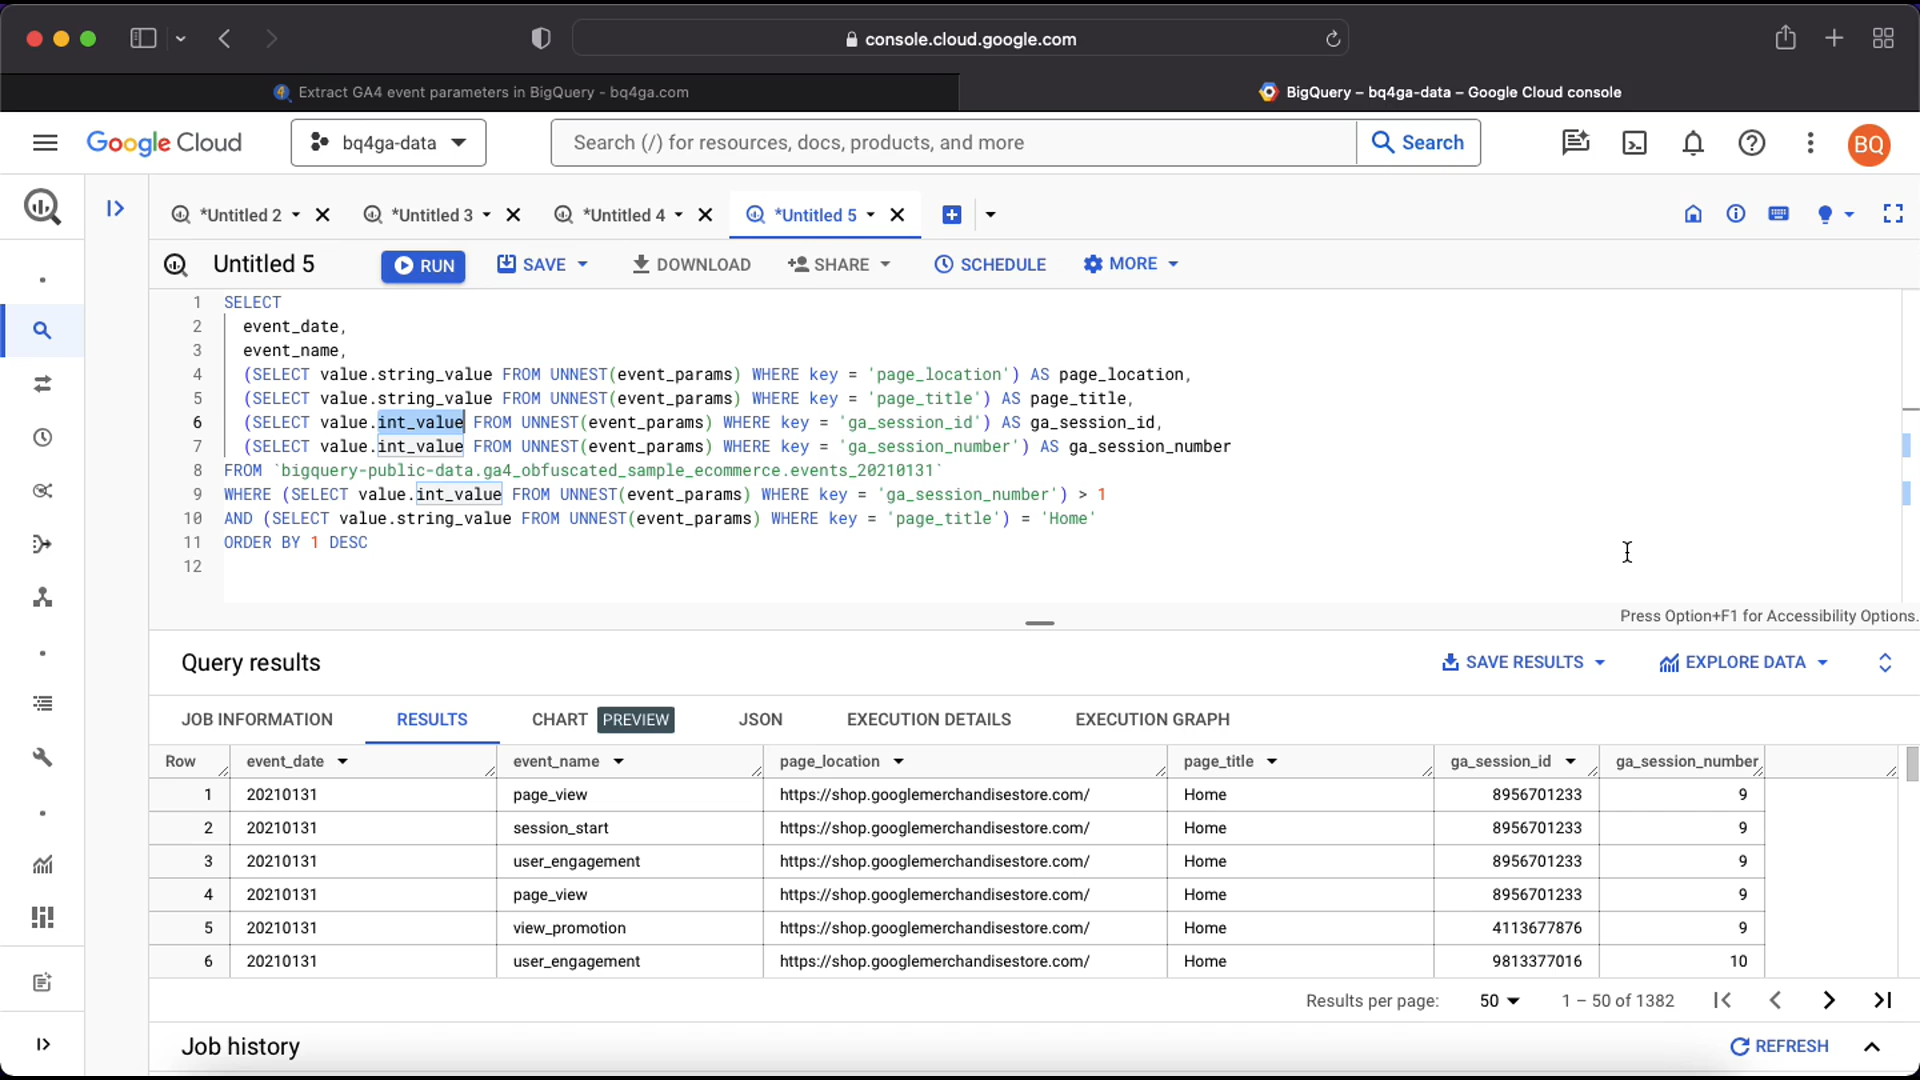 console.cloud.google.com
Extract GA4 event parameters in BigQuery - bq4ga.com
BigQuery – bq4ga-data – Google Cloud console
Google Cloud
bq4ga-data
Search (/) for resources, docs, products, and more
Search
BQ
*Untitled 2
*Untitled 3
*Untitled 4
*Untitled 5
Untitled 5
RUN
SAVE
DOWNLOAD
SHARE
SCHEDULE
MORE
1 SELECT
2 event_date,
3 event_name,
4 (SELECT value.string_value FROM UNNEST(event_params) WHERE key = 'page_location') AS page_location,
5 (SELECT value.string_value FROM UNNEST(event_params) WHERE key = 'page_title') AS page_title,
6 (SELECT value.int_value FROM UNNEST(event_params) WHERE key = 'ga_session_id') AS ga_session_id,
7 (SELECT value.int_value FROM UNNEST(event_params) WHERE key = 'ga_session_number') AS ga_session_number
8 FROM `bigquery-public-data.ga4_obfuscated_sample_ecommerce.events_20210131`
9 WHERE (SELECT value.int_value FROM UNNEST(event_params) WHERE key = 'ga_session_number') > 1
10 AND (SELECT value.string_value FROM UNNEST(event_params) WHERE key = 'page_title') = 'Home'
11 ORDER BY 1 DESC
12
Press Option+F1 for Accessibility Options.
Query results
SAVE RESULTS
EXPLORE DATA
JOB INFORMATION RESULTS CHART PREVIEW JSON EXECUTION DETAILS EXECUTION GRAPH
Row event_date event_name page_location page_title ga_session_id ga_session_number
1 20210131 page_view https://shop.googlemerchandisestore.com/ Home 8956701233 9
2 20210131 session_start https://shop.googlemerchandisestore.com/ Home 8956701233 9
3 20210131 user_engagement https://shop.googlemerchandisestore.com/ Home 8956701233 9
4 20210131 page_view https://shop.googlemerchandisestore.com/ Home 8956701233 9
5 20210131 view_promotion https://shop.googlemerchandisestore.com/ Home 4113677876 9
6 20210131 user_engagement https://shop.googlemerchandisestore.com/ Home 9813377016 10
Results per page: 50 1 – 50 of 1382
Job history
REFRESH